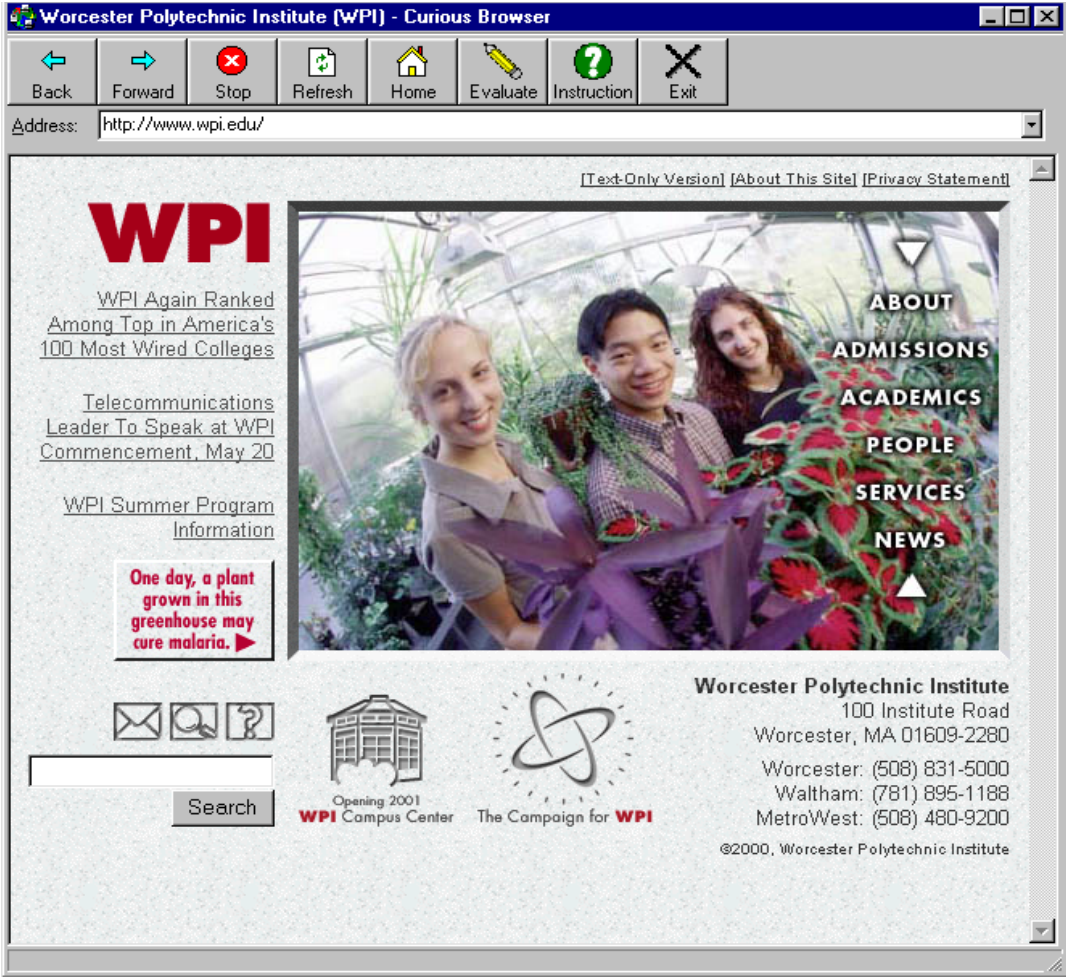 Worcester Polytechnic Institute (WPI) - Curious Browser
Back Forward Stop Refresh Home Evaluate Instruction Exit
Address: http://www.wpi.edu/
[Text-Only Version] [About This Site] [Privacy Statement]
WPI
WPI Again Ranked
Among Top in America's
100 Most Wired Colleges
Telecommunications
Leader To Speak at WPI
Commencement, May 20
WPI Summer Program
Information
One day, a plant
grown in this
greenhouse may
cure malaria.
ABOUT
ADMISSIONS
ACADEMICS
PEOPLE
SERVICES
NEWS
Search
Opening 2001
WPI Campus Center
The Campaign for WPI
Worcester Polytechnic Institute
100 Institute Road
Worcester, MA 01609-2280
Worcester: (508) 831-5000
Waltham: (781) 895-1188
MetroWest: (508) 480-9200
©2000, Worcester Polytechnic Institute